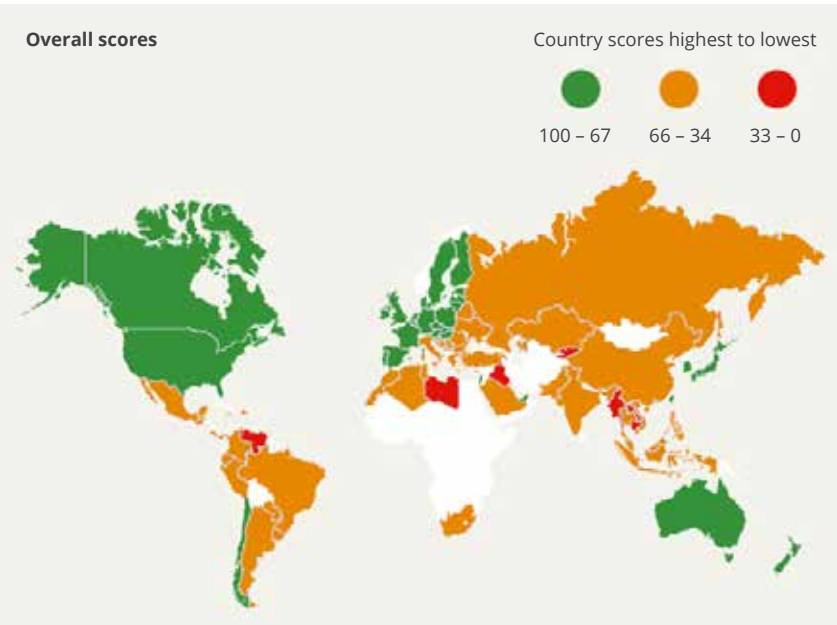 Overall scores
Country scores highest to lowest
100 – 67 66 – 34 33 – 0